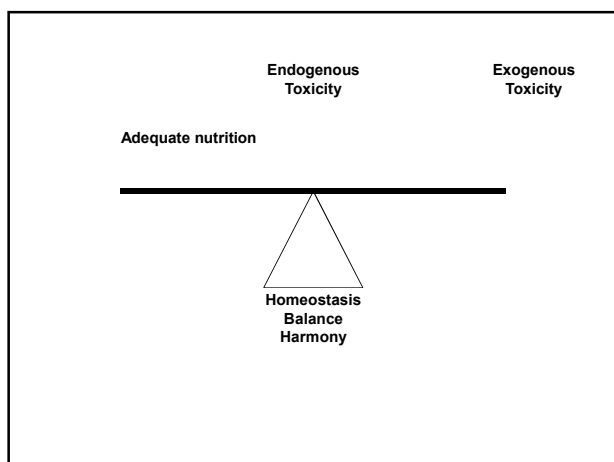 Endogenous
Toxicity
Exogenous
Toxicity
Adequate nutrition
Homeostasis
Balance
Harmony